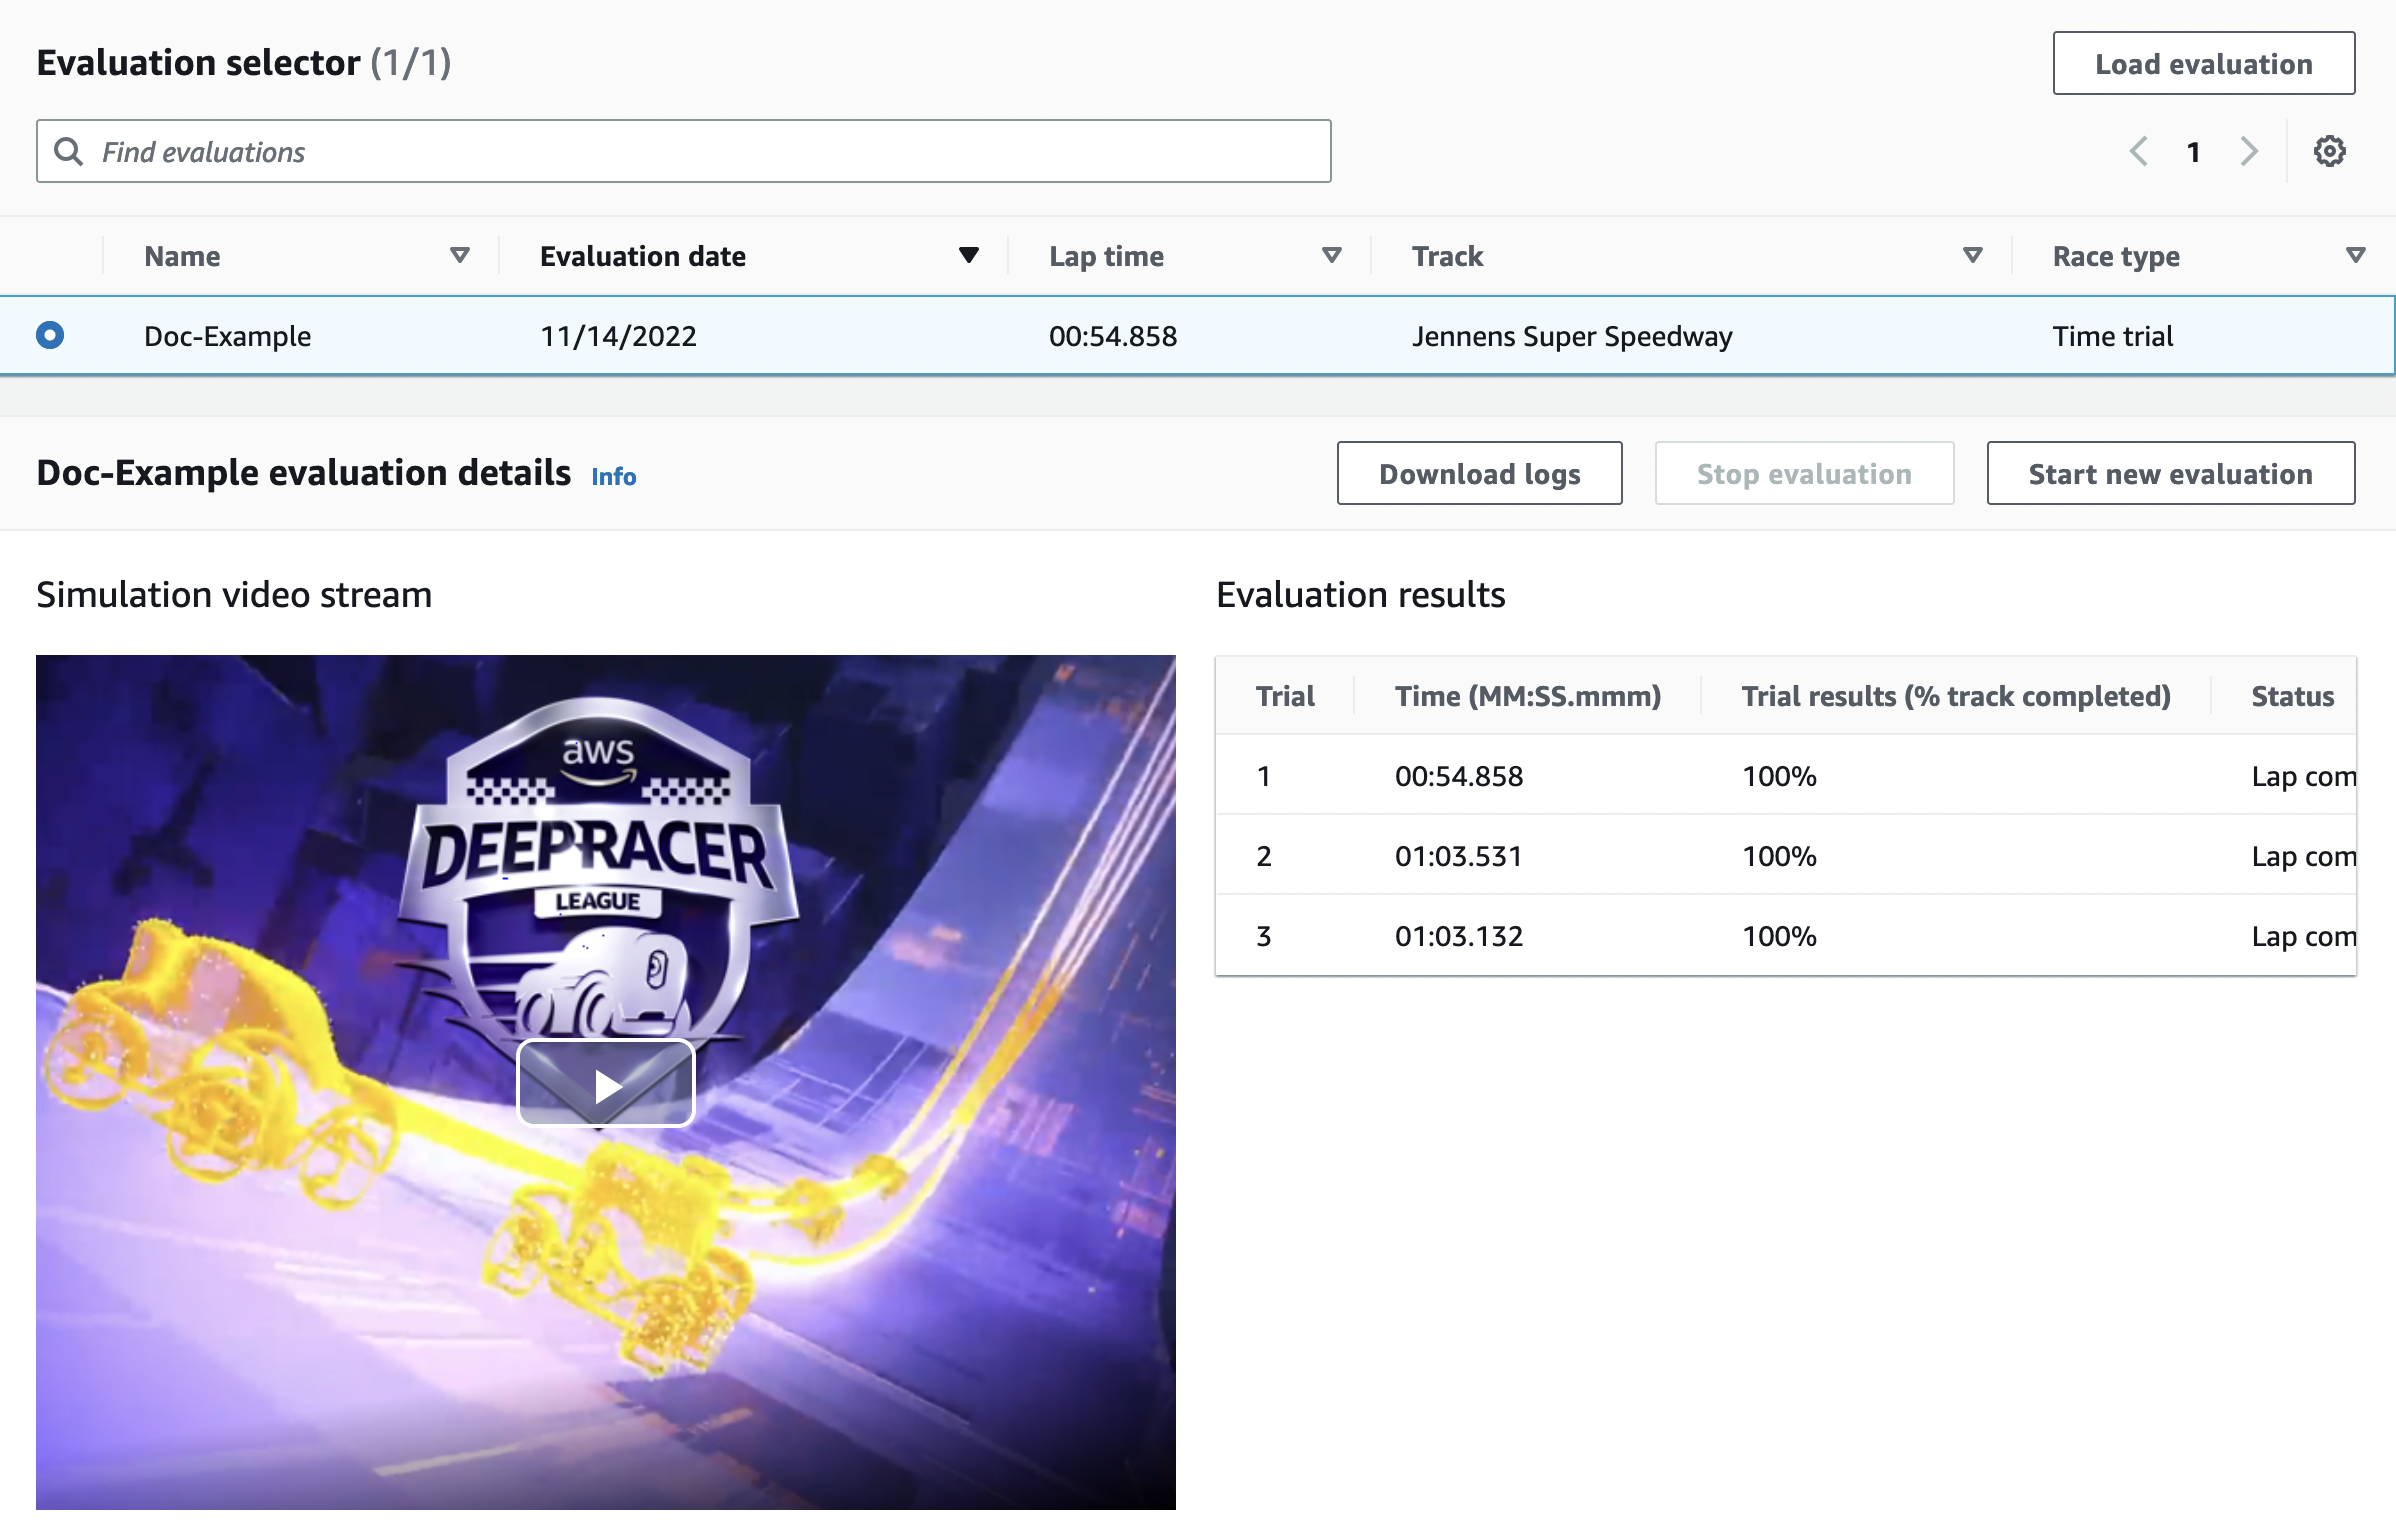 Evaluation selector (1/1)
Load evaluation
Find evaluations
1
Name Evaluation date Lap time Track Race type
Doc-Example 11/14/2022 00:54.858 Jennens Super Speedway Time trial
Doc-Example evaluation details Info
Download logs Stop evaluation Start new evaluation
Simulation video stream
aws
DEEPRACER
LEAGUE
Evaluation results
Trial Time (MM:SS.mmm) Trial results (% track completed) Status
1 00:54.858 100% Lap com
2 01:03.531 100% Lap com
3 01:03.132 100% Lap com